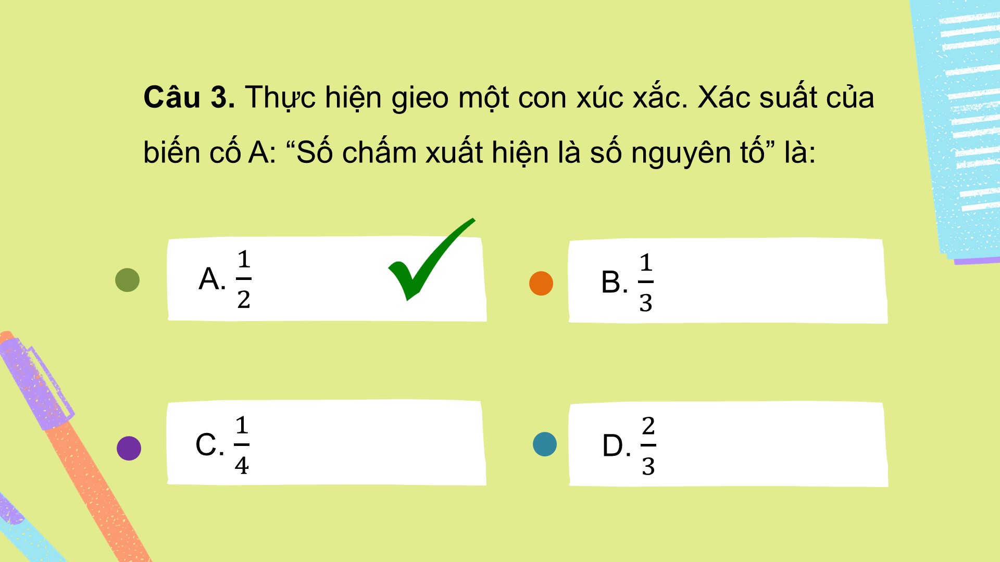 Câu 3. Thực hiện gieo một con xúc xắc. Xác suất của
biến cố A: “Số chấm xuất hiện là số nguyên tố” là:
A. 1/2
B. 1/3
C. 1/4
D. 2/3